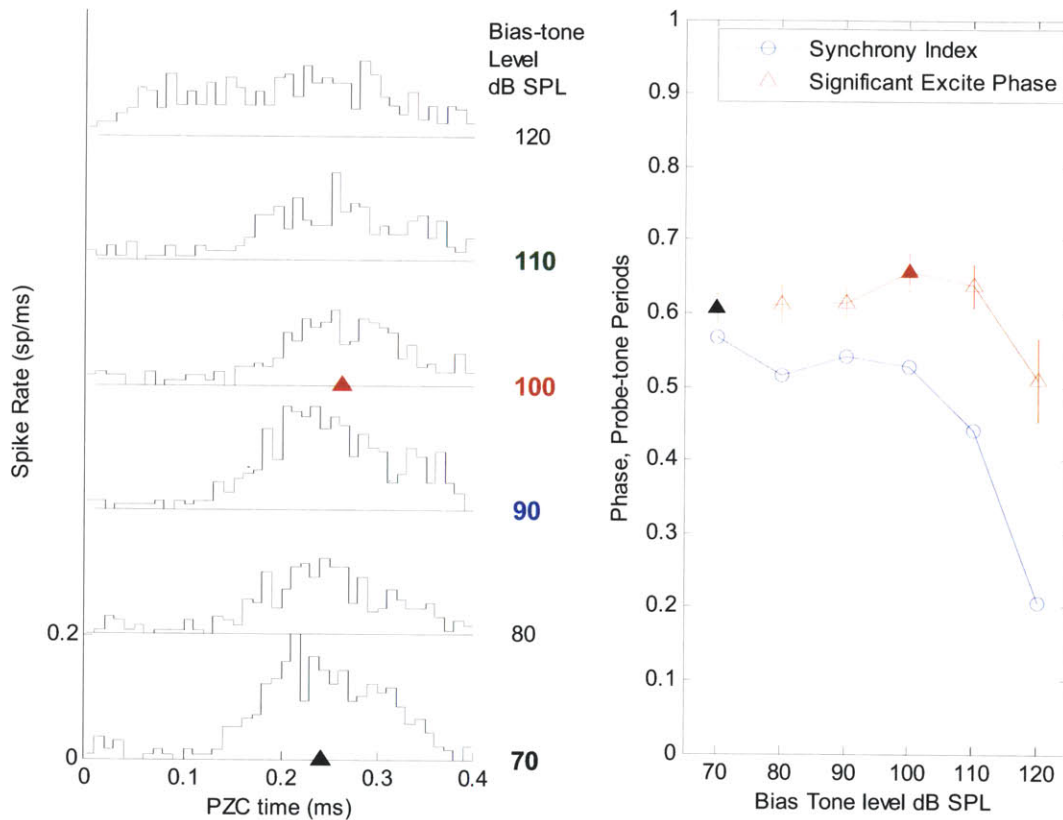 Bias-tone
Level
dB SPL
120
110
100
90
80
70
Spike Rate (sp/ms)
0.2
0
0 0.1 0.2 0.3 0.4
PZC time (ms)
Synchrony Index
Significant Excite Phase
Phase, Probe-tone Periods
1
0.9
0.8
0.7
0.6
0.5
0.4
0.3
0.2
0.1
0
70 80 90 100 110 120
Bias Tone level dB SPL